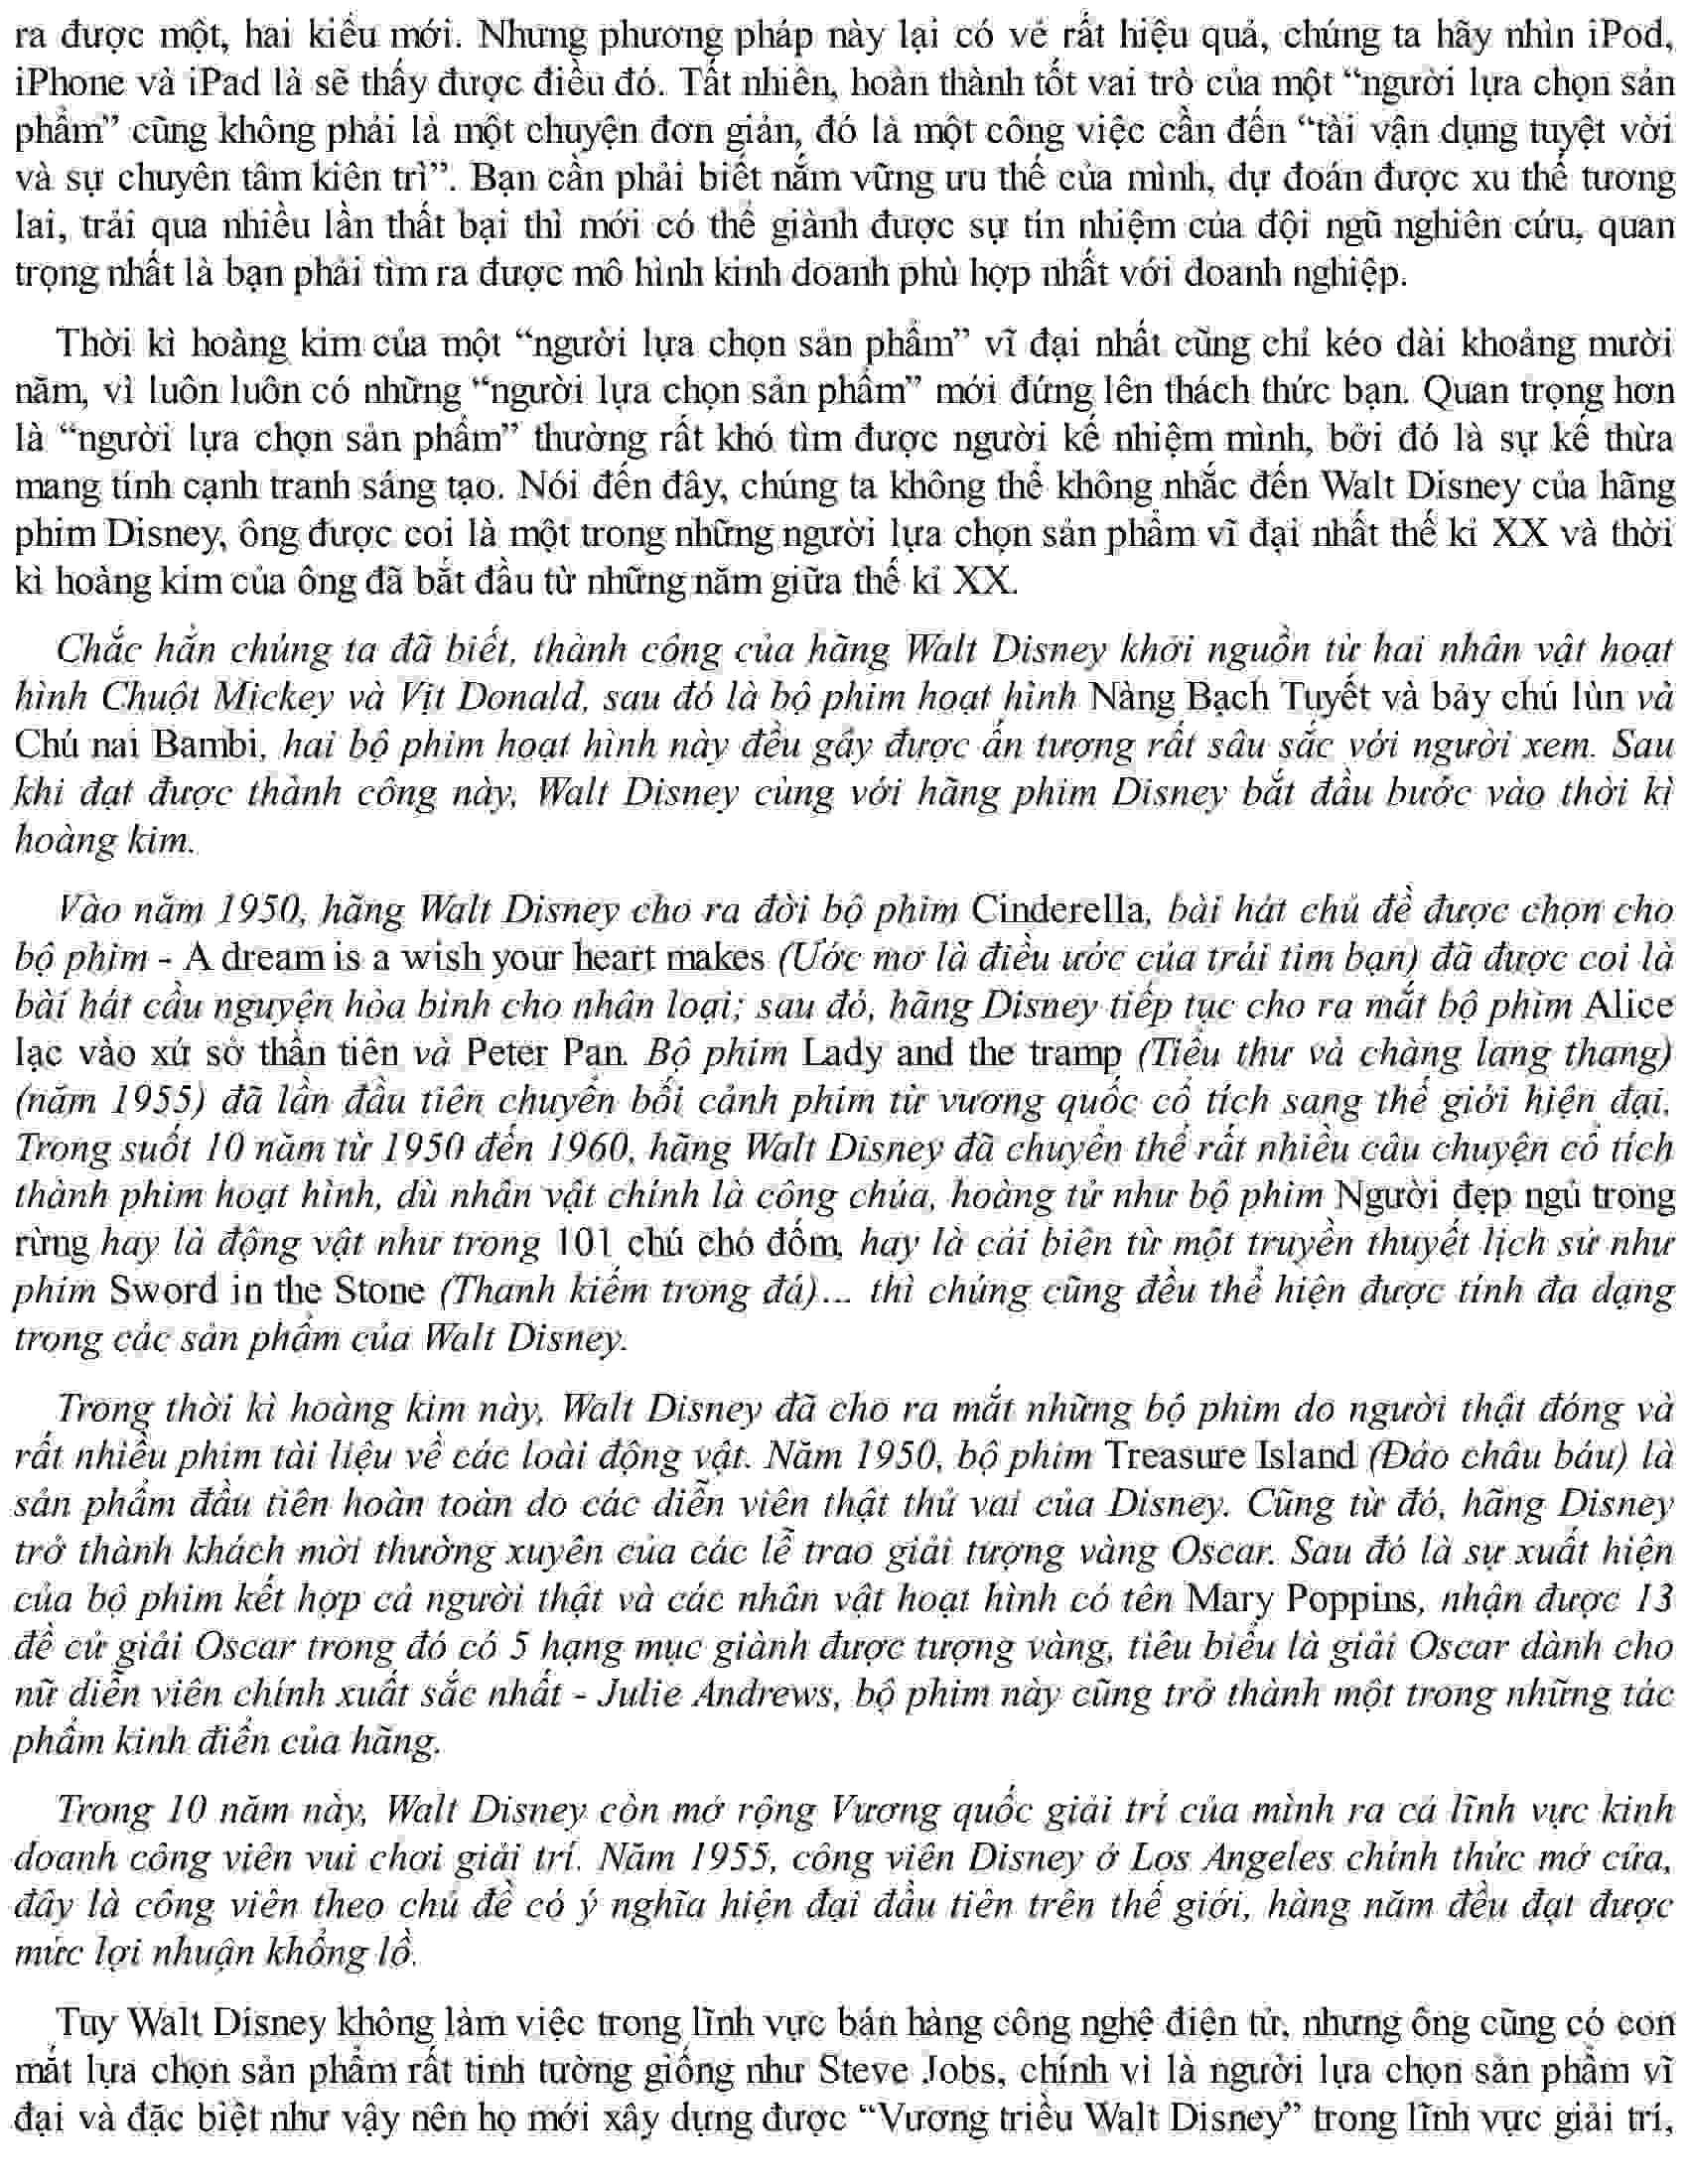 ra được một, hai kiểu mới. Nhưng phương pháp này lại có vẻ rất hiệu quả, chúng ta hãy nhìn iPod,
iPhone và iPad là sẽ thấy được điều đó. Tất nhiên, hoàn thành tốt vai trò của một “người lựa chọn sản
phẩm” cũng không phải là một chuyện đơn giản, đó là một công việc cần đến “tài vận dụng tuyệt vời
và sự chuyên tâm kiên trì”. Bạn cần phải biết nắm vững ưu thế của mình, dự đoán được xu thế tương
lai, trải qua nhiều lần thất bại thì mới có thể giành được sự tín nhiệm của đội ngũ nghiên cứu, quan
trọng nhất là bạn phải tìm ra được mô hình kinh doanh phù hợp nhất với doanh nghiệp.
Thời kì hoàng kim của một “người lựa chọn sản phẩm” vĩ đại nhất cũng chỉ kéo dài khoảng mười
năm, vì luôn luôn có những “người lựa chọn sản phẩm” mới đứng lên thách thức bạn. Quan trọng hơn
là “người lựa chọn sản phẩm” thường rất khó tìm được người kế nhiệm mình, bởi đó là sự kế thừa
mang tính cạnh tranh sáng tạo. Nói đến đây, chúng ta không thể không nhắc đến Walt Disney của hãng
phim Disney, ông được coi là một trong những người lựa chọn sản phẩm vĩ đại nhất thế kỉ XX và thời
kì hoàng kim của ông đã bắt đầu từ những năm giữa thế kỉ XX.
Chắc hẳn chúng ta đã biết, thành công của hãng Walt Disney khởi nguồn từ hai nhân vật hoạt
hình Chuột Mickey và Vịt Donald, sau đó là bộ phim hoạt hình Nàng Bạch Tuyết và bảy chú lùn và
Chú nai Bambi, hai bộ phim hoạt hình này đều gây được ấn tượng rất sâu sắc với người xem. Sau
khi đạt được thành công này, Walt Disney cùng với hãng phim Disney bắt đầu bước vào thời kì
hoàng kim.
Vào năm 1950, hãng Walt Disney cho ra đời bộ phim Cinderella, bài hát chủ đề được chọn cho
bộ phim - A dream is a wish your heart makes (Ước mơ là điều ước của trái tim bạn) đã được coi là
bài hát cầu nguyện hòa bình cho nhân loại; sau đó, hãng Disney tiếp tục cho ra mắt bộ phim Alice
lạc vào xứ sở thần tiên và Peter Pan. Bộ phim Lady and the tramp (Tiểu thư và chàng lang thang)
(năm 1955) đã lần đầu tiên chuyển bối cảnh phim từ vương quốc cổ tích sang thế giới hiện đại.
Trong suốt 10 năm từ 1950 đến 1960, hãng Walt Disney đã chuyển thể rất nhiều câu chuyện cổ tích
thành phim hoạt hình, dù nhân vật chính là công chúa, hoàng tử như bộ phim Người đẹp ngủ trong
rừng hay là động vật như trong 101 chú chó đốm, hay là cải biên từ một truyền thuyết lịch sử như
phim Sword in the Stone (Thanh kiếm trong đá)... thì chúng cũng đều thể hiện được tính đa dạng
trong các sản phẩm của Walt Disney.
Trong thời kì hoàng kim này, Walt Disney đã cho ra mắt những bộ phim do người thật đóng và
rất nhiều phim tài liệu về các loài động vật. Năm 1950, bộ phim Treasure Island (Đảo châu báu) là
sản phẩm đầu tiên hoàn toàn do các diễn viên thật thủ vai của Disney. Cũng từ đó, hãng Disney
trở thành khách mời thường xuyên của các lễ trao giải tượng vàng Oscar. Sau đó là sự xuất hiện
của bộ phim kết hợp cả người thật và các nhân vật hoạt hình có tên Mary Poppins, nhận được 13
đề cử giải Oscar trong đó có 5 hạng mục giành được tượng vàng, tiêu biểu là giải Oscar dành cho
nữ diễn viên chính xuất sắc nhất - Julie Andrews, bộ phim này cũng trở thành một trong những tác
phẩm kinh điển của hãng.
Trong 10 năm này, Walt Disney còn mở rộng Vương quốc giải trí của mình ra cả lĩnh vực kinh
doanh công viên vui chơi giải trí. Năm 1955, công viên Disney ở Los Angeles chính thức mở cửa,
đây là công viên theo chủ đề có ý nghĩa hiện đại đầu tiên trên thế giới, hàng năm đều đạt được
mức lợi nhuận khổng lồ.
Tuy Walt Disney không làm việc trong lĩnh vực bán hàng công nghệ điện tử, nhưng ông cũng có con
mắt lựa chọn sản phẩm rất tinh tường giống như Steve Jobs, chính vì là người lựa chọn sản phẩm vĩ
đại và đặc biệt như vậy nên họ mới xây dựng được “Vương triều Walt Disney” trong lĩnh vực giải trí,